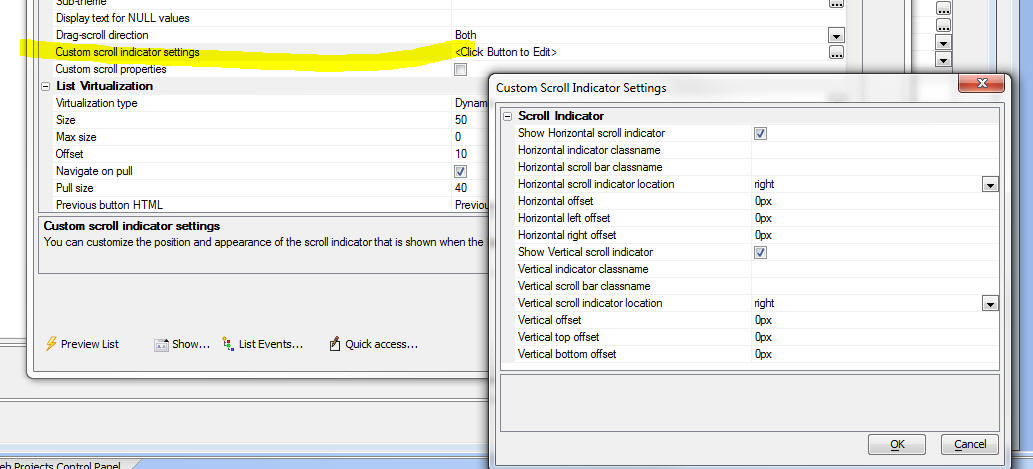 Sub-theme
Display text for NULL values
Drag-scroll direction Both
Custom scroll indicator settings <Click Button to Edit>
Custom scroll properties
List Virtualization
Virtualization type Dynam
Size 50
Max size 0
Offset 10
Navigate on pull
Pull size 40
Previous button HTML Previou
Custom scroll indicator settings
You can customize the position and appearance of the scroll indicator that is shown when the
Preview List Show... List Events... Quick access...
eb Projects Control Panel
Custom Scroll Indicator Settings
Scroll Indicator
Show Horizontal scroll indicator
Horizontal indicator classname
Horizontal scroll bar classname
Horizontal scroll indicator location right
Horizontal offset 0px
Horizontal left offset 0px
Horizontal right offset 0px
Show Vertical scroll indicator
Vertical indicator classname
Vertical scroll bar classname
Vertical scroll indicator location right
Vertical offset 0px
Vertical top offset 0px
Vertical bottom offset 0px
OK Cancel